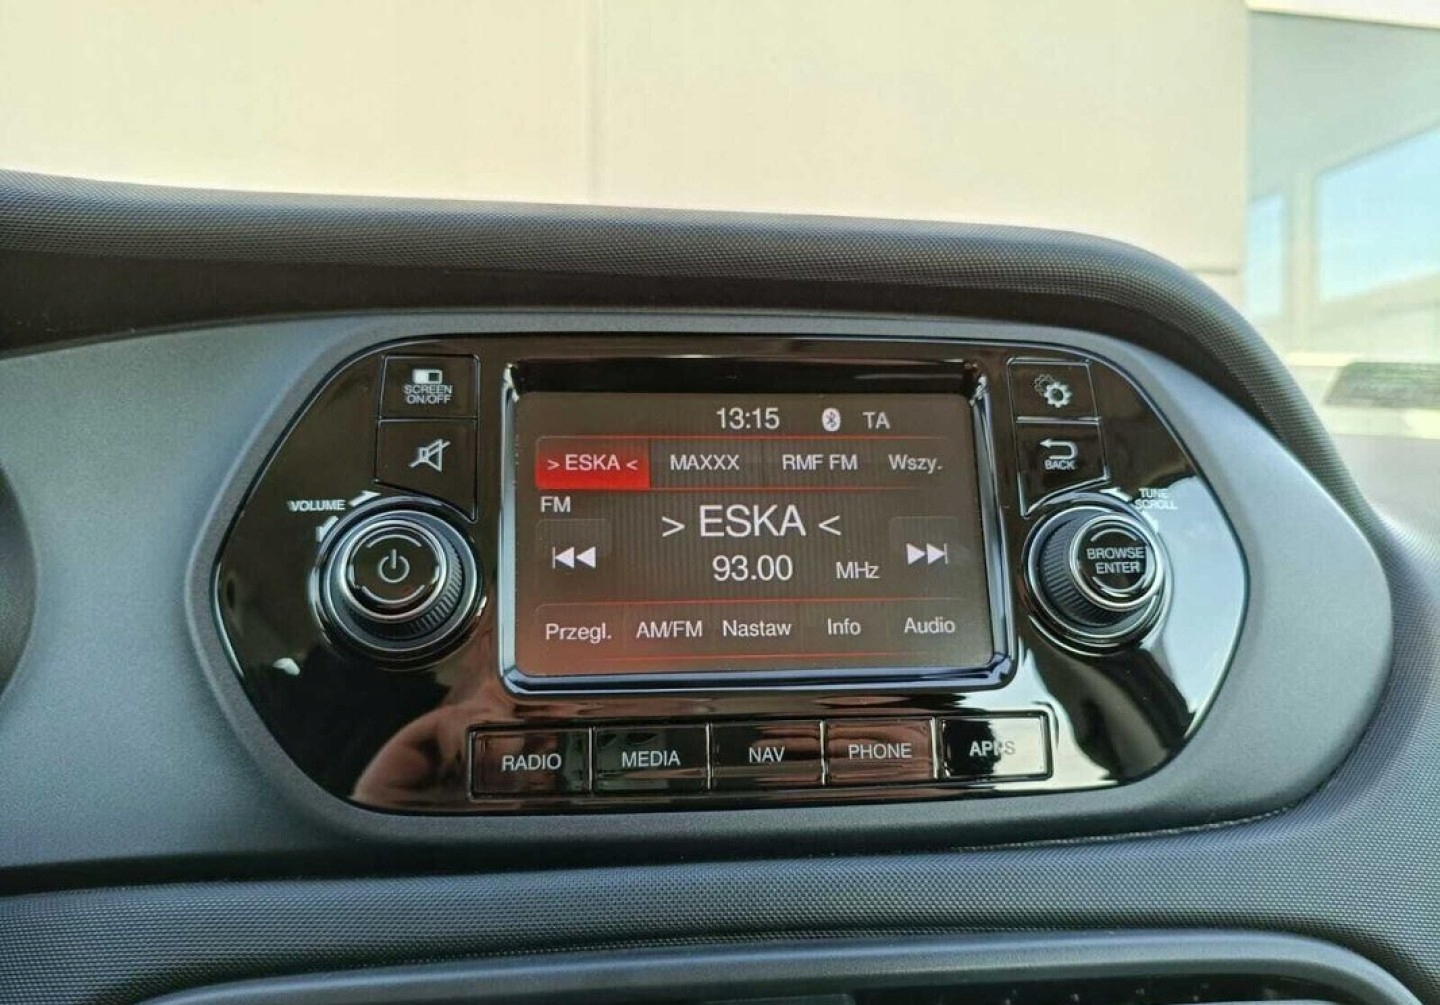 SCREEN
ON/OFF
VOLUME
13:15 TA
> ESKA < MAXXX RMF FM Wszy.
FM
> ESKA <
93.00 MHz
Przegl. AM/FM Nastaw Info Audio
BACK
TUNE
SCROLL
BROWSE
ENTER
RADIO MEDIA NAV PHONE APPS